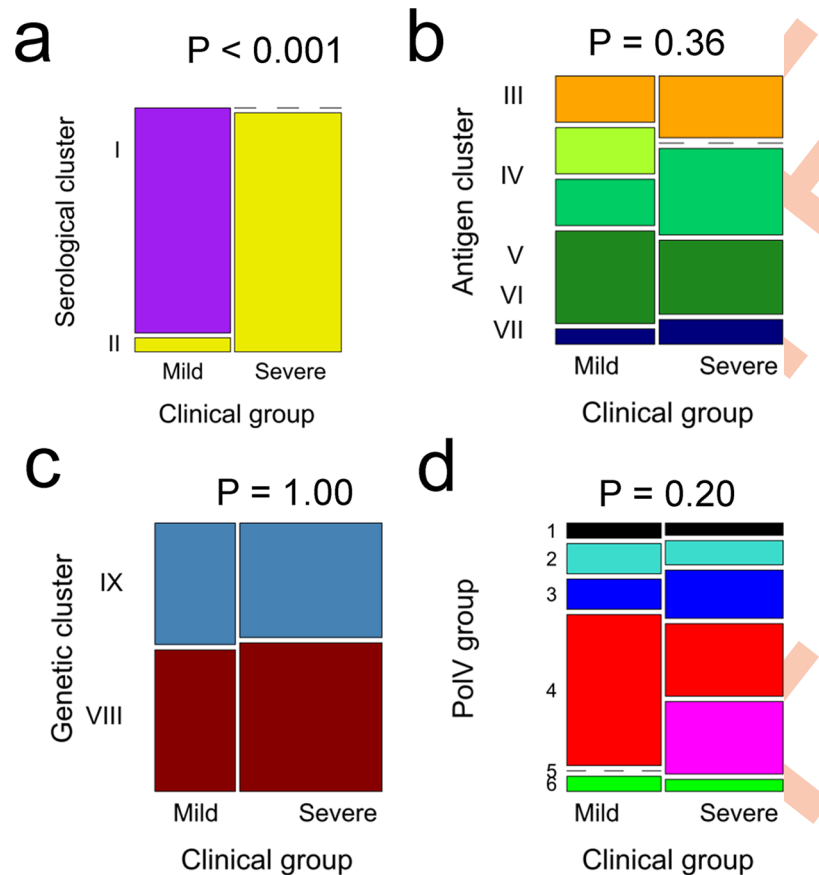 a
P < 0.001
Serological cluster
I
II
Mild
Severe
Clinical group
b
P = 0.36
Antigen cluster
III
IV
V
VI
VII
Mild
Severe
Clinical group
c
P = 1.00
Genetic cluster
IX
VIII
Mild
Severe
Clinical group
d
P = 0.20
PolV group
1
2
3
4
5
6
Mild
Severe
Clinical group